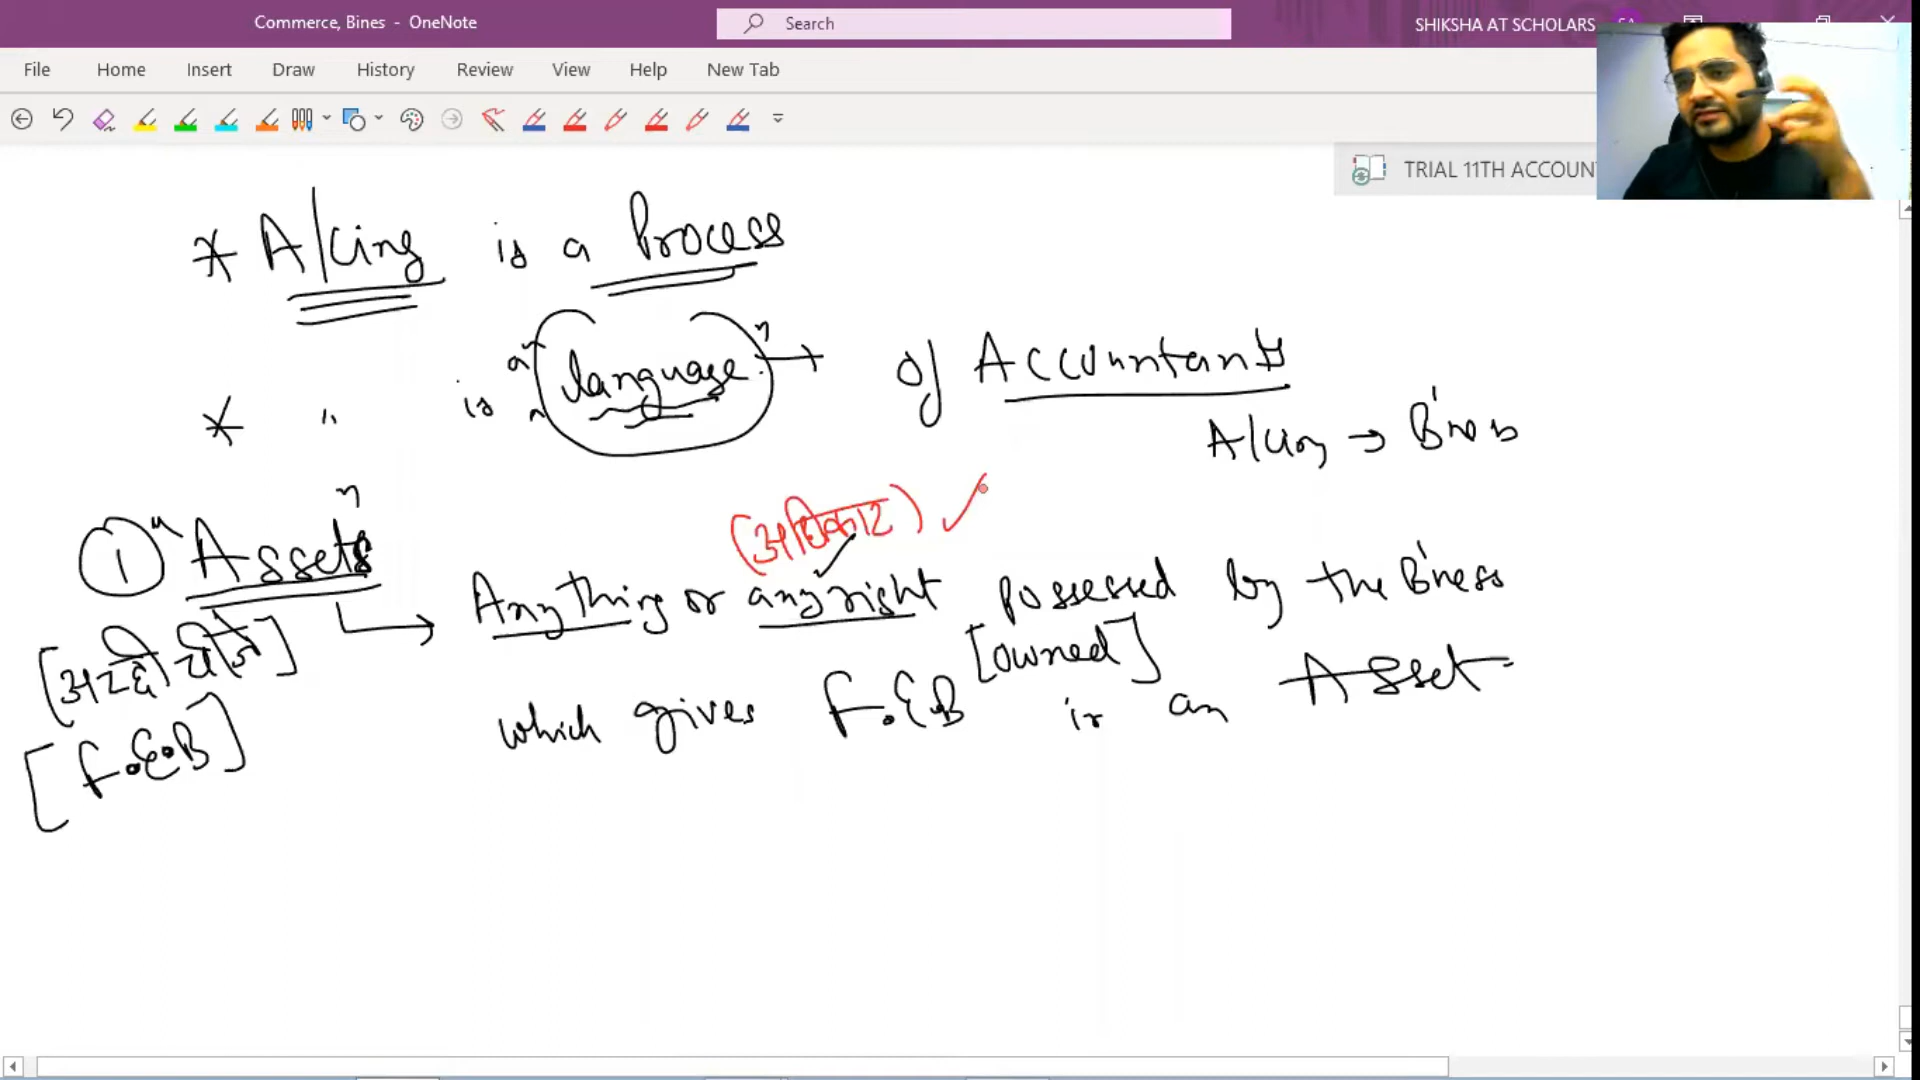 Commerce, Bines - OneNote
Search
SHIKSHA AT SCHOLARS
File Home Insert Draw History Review View Help New Tab
TRIAL 11TH ACCOUN
* A/cing is a Process
* " is a "language" → of Accountants
A/cing → B'ness
(अधिकार) ✓
① "Assets" → Anything or any right possessed by the B'ness
[अच्छी चीज़ें] [owned]
which gives F.E.B is an Asset
[F.E.B]